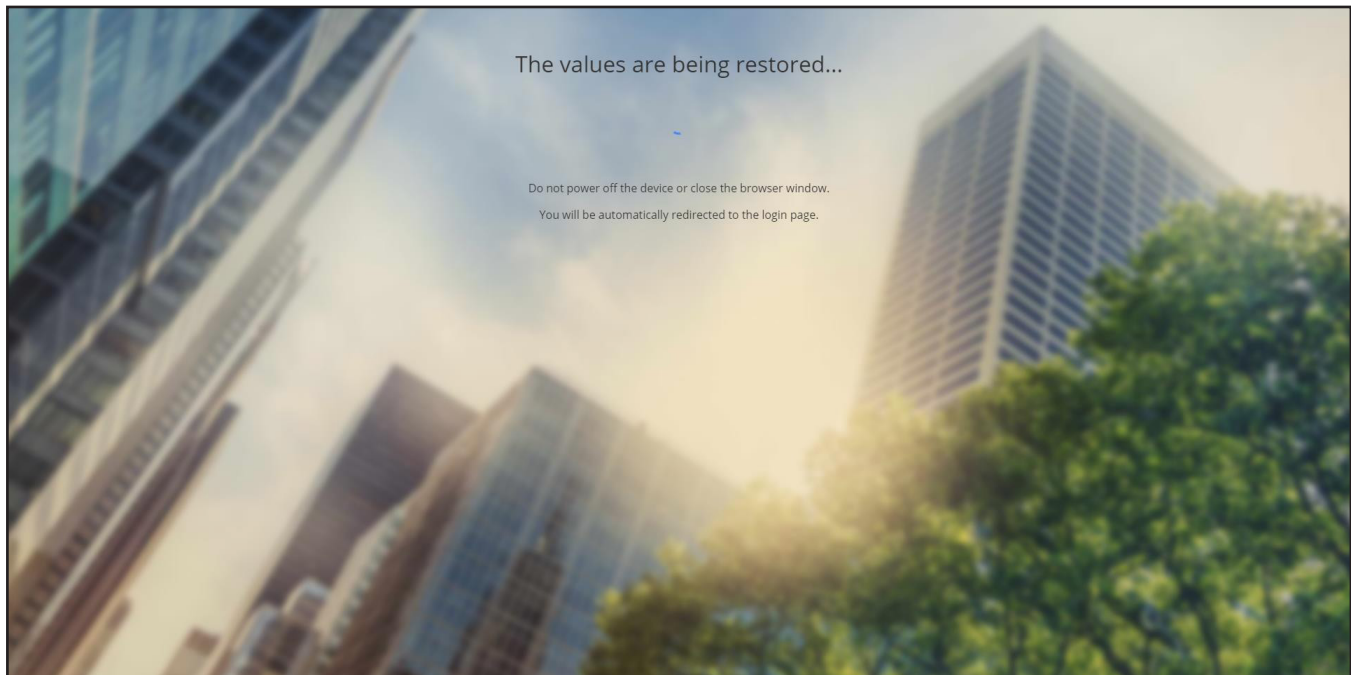 The values are being restored...
Do not power off the device or close the browser window.
You will be automatically redirected to the login page.